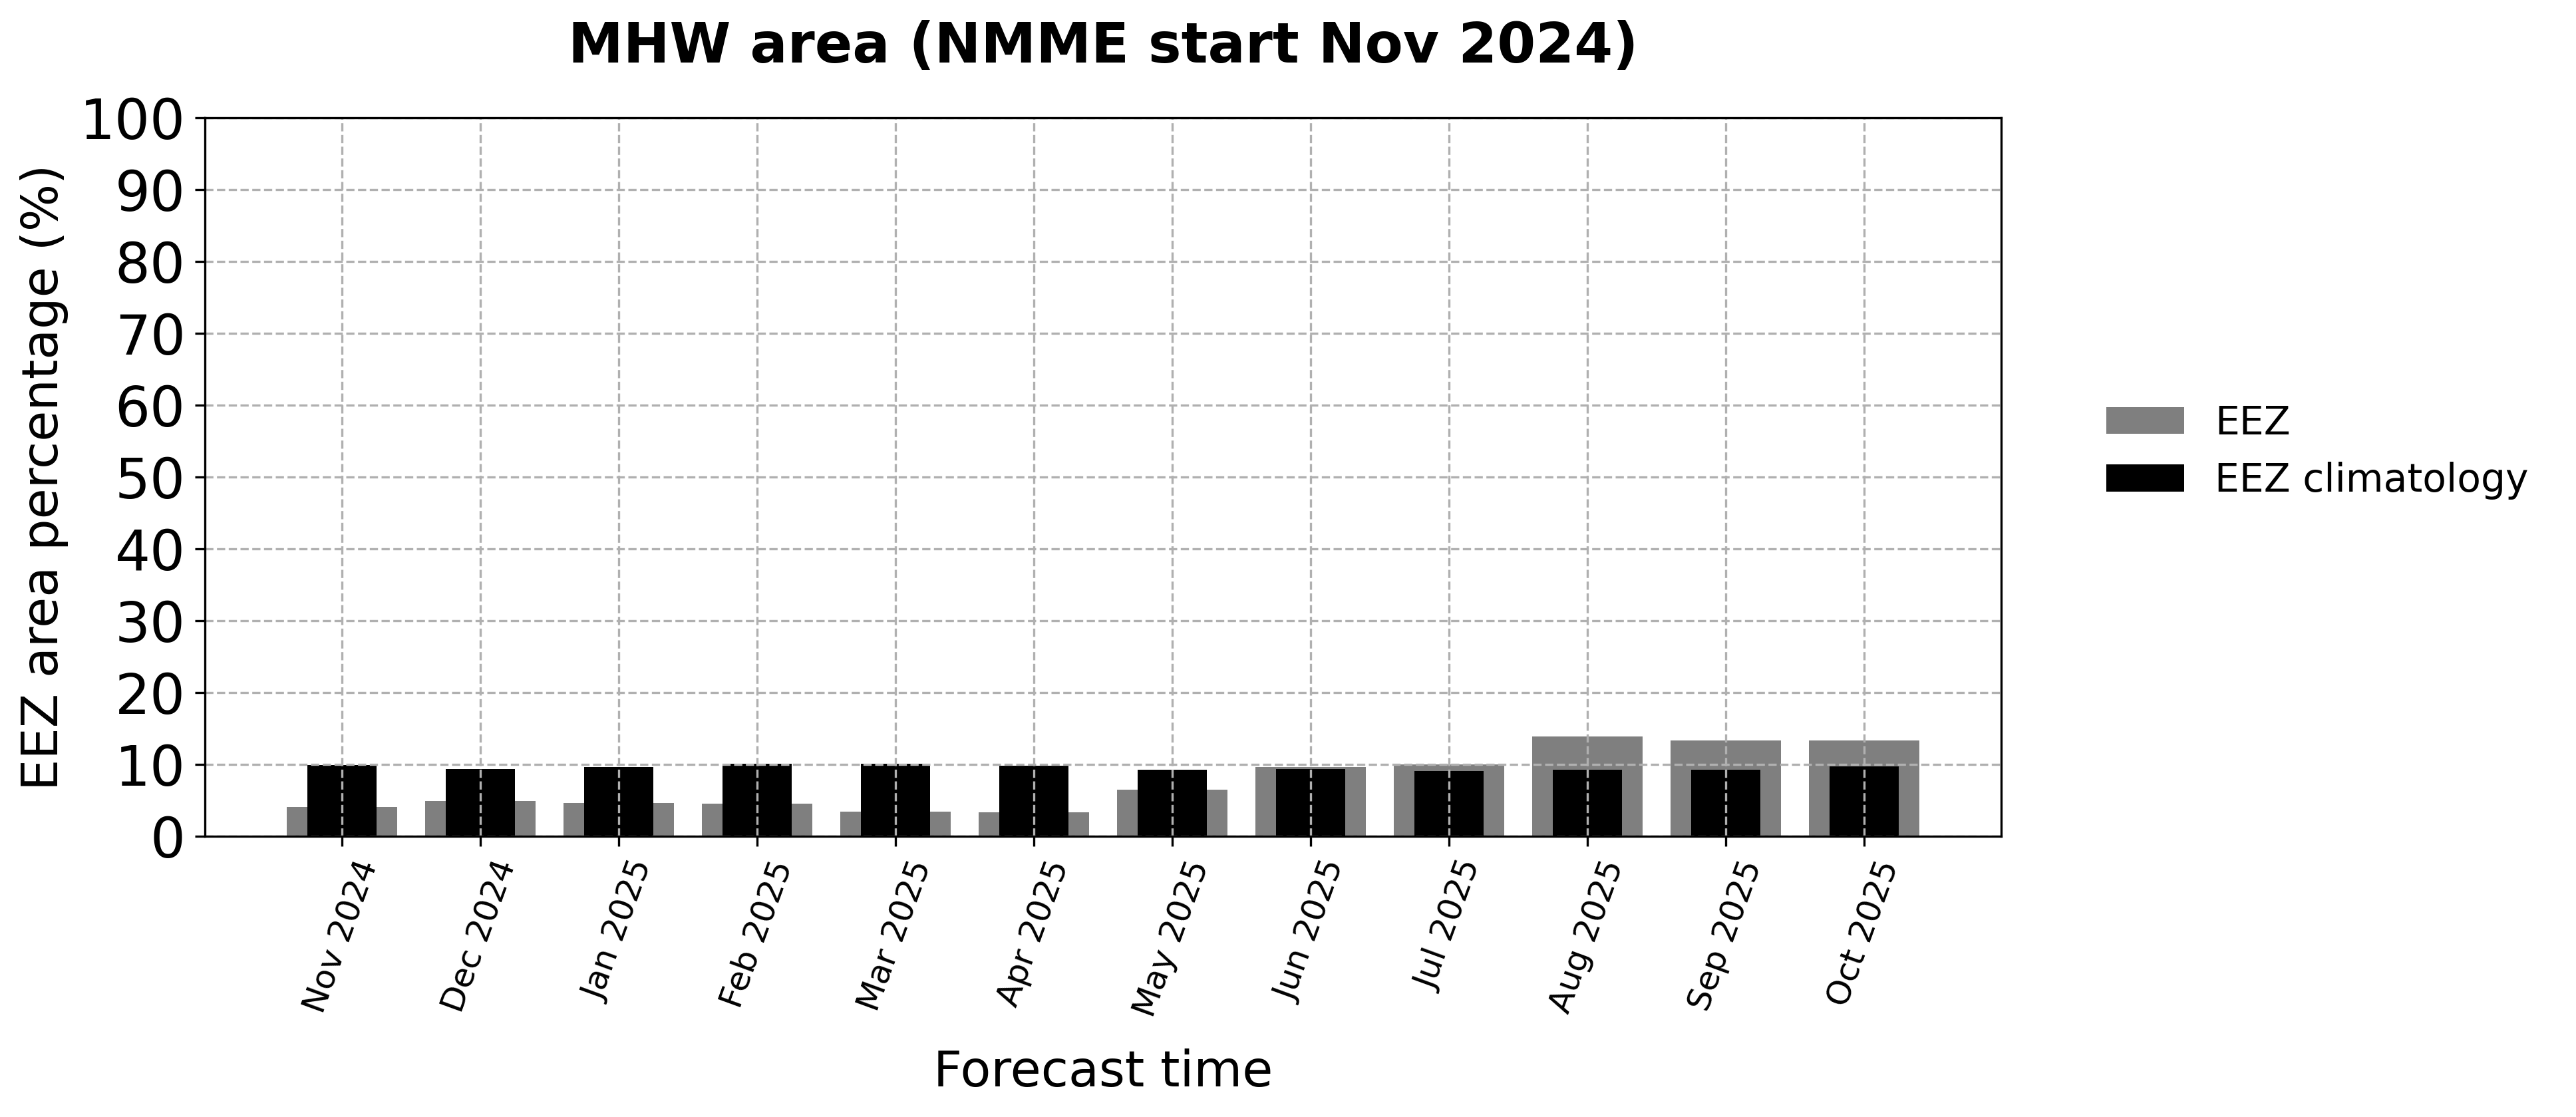 MHW area (NMME start Nov 2024)
EEZ area percentage (%)
100
90
80
70
60
50
40
30
20
10
0
Nov 2024
Dec 2024
Jan 2025
Feb 2025
Mar 2025
Apr 2025
May 2025
Jun 2025
Jul 2025
Aug 2025
Sep 2025
Oct 2025
Forecast time
EEZ
EEZ climatology